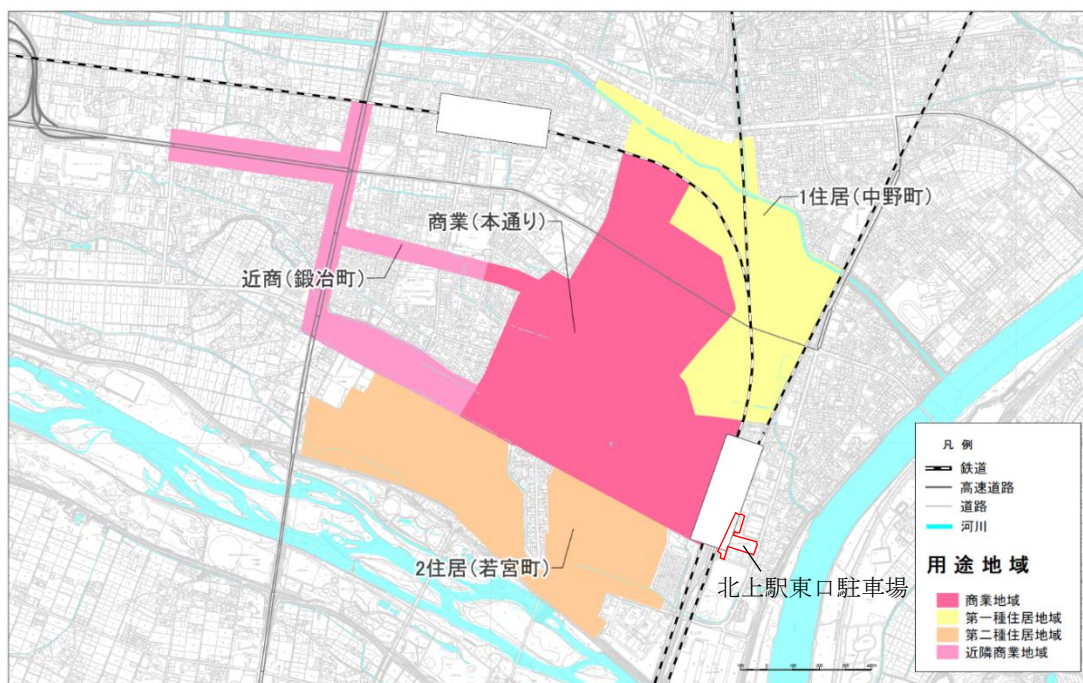 1住居(中野町)
商業(本通り)
近商(鍛冶町)
2住居(若宮町)
北上駅東口駐車場
凡 例
鉄道
高速道路
道路
河川
用途地域
商業地域
第一種住居地域
第二種住居地域
近隣商業地域